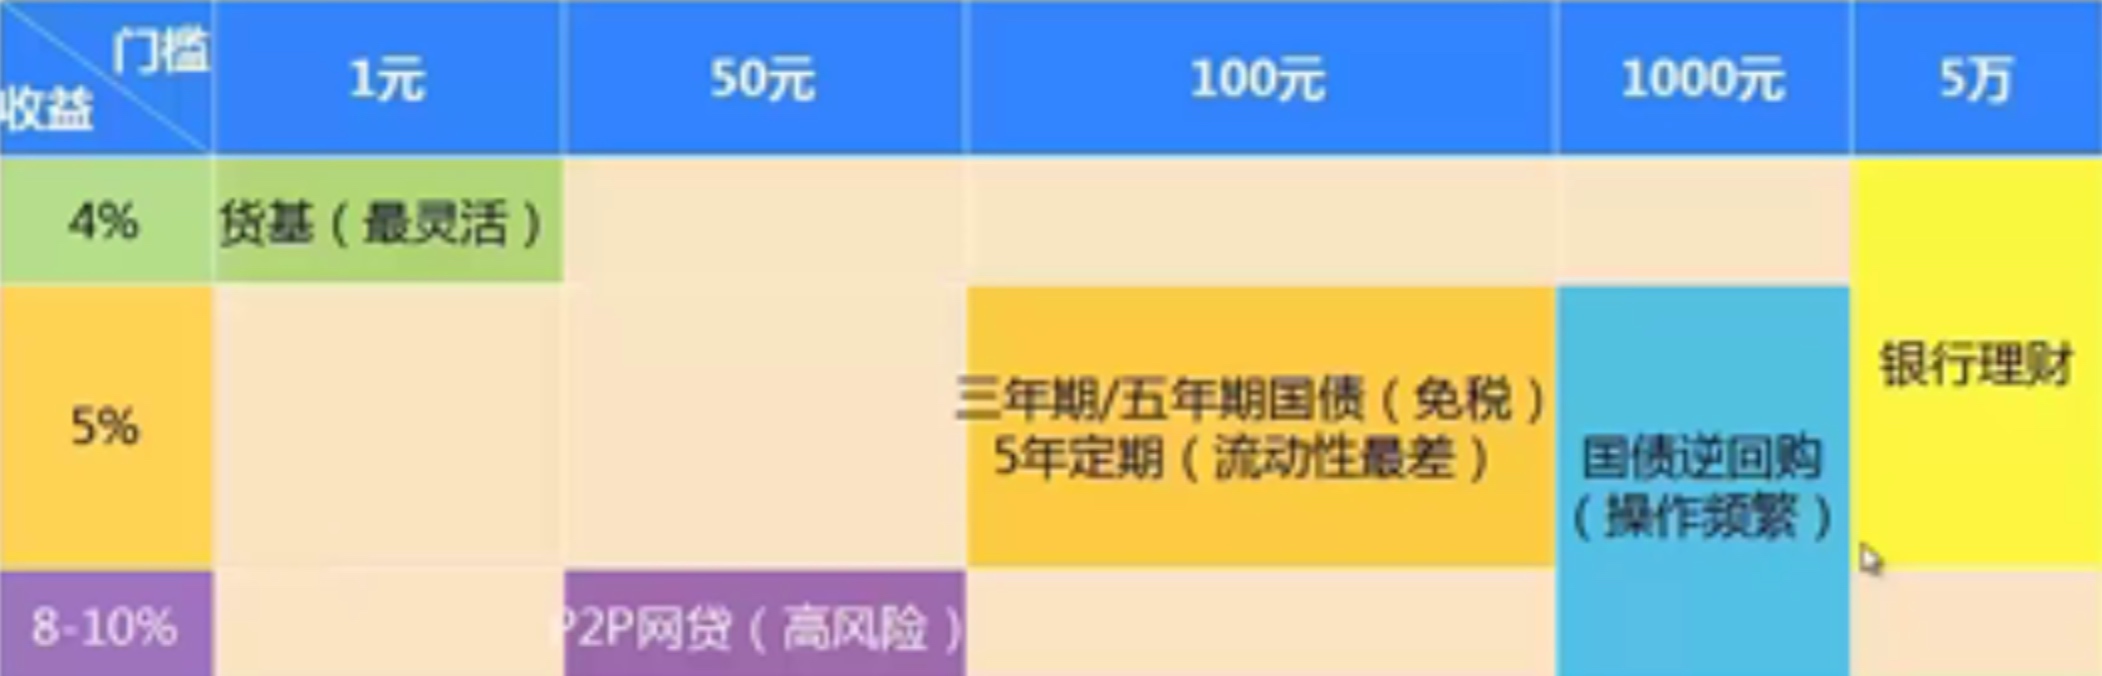 门槛
收益
1元
50元
100元
1000元
5万
4%
货基（最灵活）
5%
三年期/五年期国债（免税）
5年定期（流动性最差）
国债逆回购
（操作频繁）
银行理财
8-10%
P2P网贷（高风险）